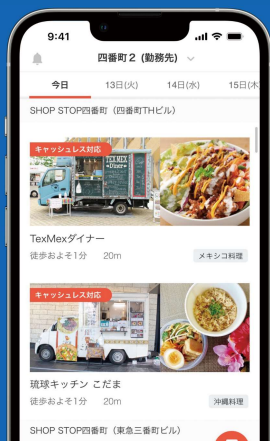 9:41
四番町2 (勤務先)
今日 13日(火) 14日(水) 15日(木
SHOP STOP四番町（四番町THビル）
キャッシュレス対応
TEXMEX
Diner
TexMexダイナー
徒歩およそ1分 20m
メキシコ料理
キャッシュレス対応
琉球キッチン こだま
徒歩およそ1分 20m
沖縄料理
SHOP STOP四番町（東急三番町ビル）